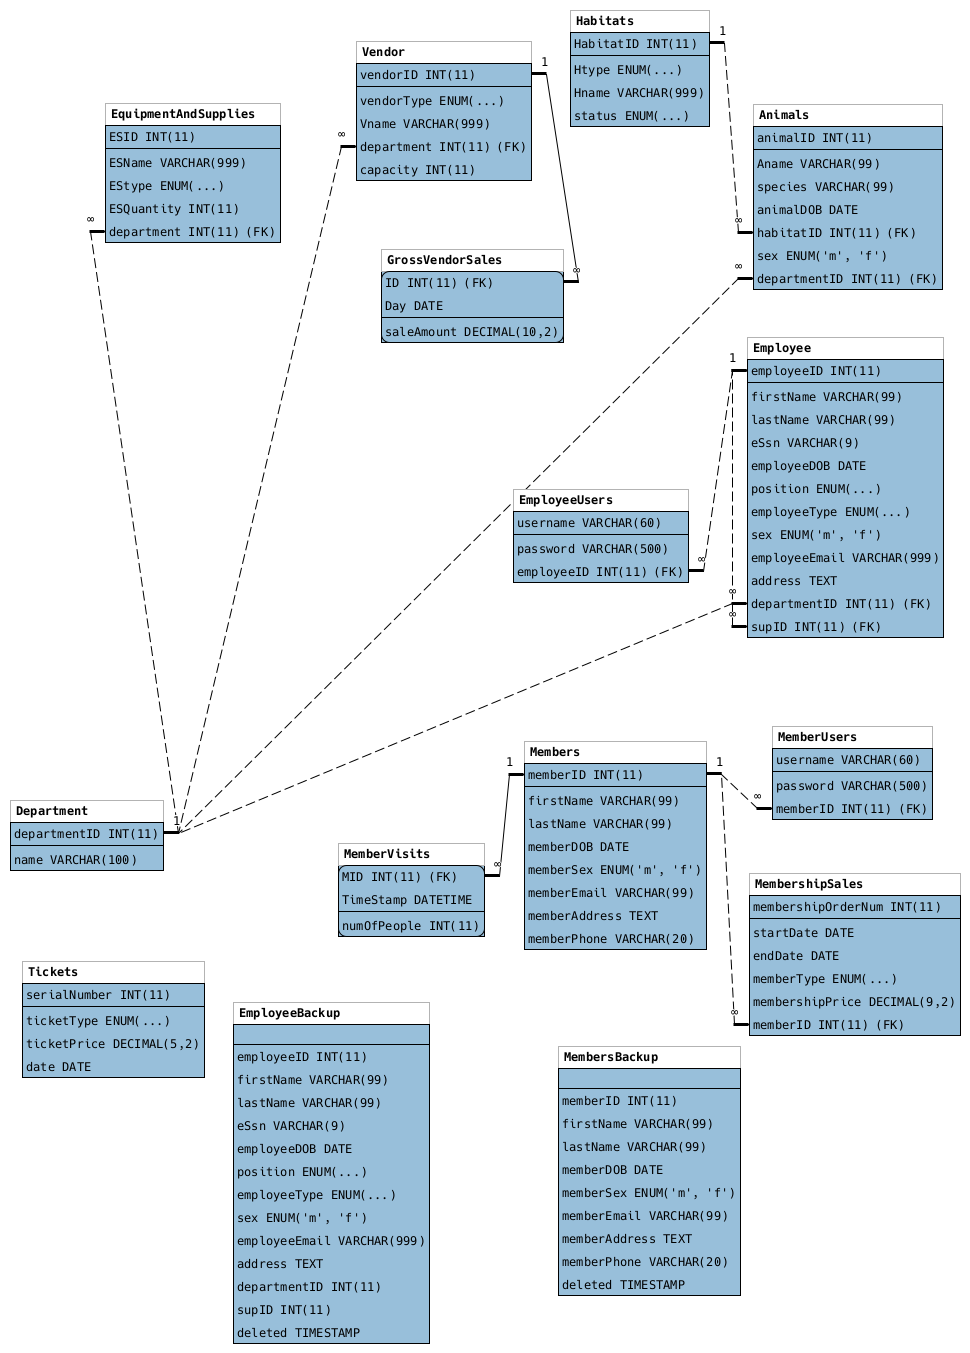 Habitats
HabitatID INT(11)
Htype ENUM(...)
Hname VARCHAR(999)
status ENUM(...)
1
Vendor
vendorID INT(11)
vendorType ENUM(...)
Vname VARCHAR(999)
department INT(11) (FK)
capacity INT(11)
1
∞
EquipmentAndSupplies
ESID INT(11)
ESName VARCHAR(999)
EStype ENUM(...)
ESQuantity INT(11)
department INT(11) (FK)
∞
Animals
animalID INT(11)
Aname VARCHAR(99)
species VARCHAR(99)
animalDOB DATE
habitatID INT(11) (FK)
sex ENUM('m', 'f')
departmentID INT(11) (FK)
∞
∞
GrossVendorSales
ID INT(11) (FK)
Day DATE
saleAmount DECIMAL(10,2)
∞
Employee
employeeID INT(11)
firstName VARCHAR(99)
lastName VARCHAR(99)
eSsn VARCHAR(9)
employeeDOB DATE
position ENUM(...)
employeeType ENUM(...)
sex ENUM('m', 'f')
employeeEmail VARCHAR(999)
address TEXT
departmentID INT(11) (FK)
supID INT(11) (FK)
1
∞
∞
EmployeeUsers
username VARCHAR(60)
password VARCHAR(500)
employeeID INT(11) (FK)
∞
MemberUsers
username VARCHAR(60)
password VARCHAR(500)
memberID INT(11) (FK)
∞
Members
memberID INT(11)
firstName VARCHAR(99)
lastName VARCHAR(99)
memberDOB DATE
memberSex ENUM('m', 'f')
memberEmail VARCHAR(99)
memberAddress TEXT
memberPhone VARCHAR(20)
1
1
Department
departmentID INT(11)
name VARCHAR(100)
1
MemberVisits
MID INT(11) (FK)
TimeStamp DATETIME
numOfPeople INT(11)
∞
MembershipSales
membershipOrderNum INT(11)
startDate DATE
endDate DATE
memberType ENUM(...)
membershipPrice DECIMAL(9,2)
memberID INT(11) (FK)
∞
Tickets
serialNumber INT(11)
ticketType ENUM(...)
ticketPrice DECIMAL(5,2)
date DATE
EmployeeBackup
employeeID INT(11)
firstName VARCHAR(99)
lastName VARCHAR(99)
eSsn VARCHAR(9)
employeeDOB DATE
position ENUM(...)
employeeType ENUM(...)
sex ENUM('m', 'f')
employeeEmail VARCHAR(999)
address TEXT
departmentID INT(11)
supID INT(11)
deleted TIMESTAMP
MembersBackup
memberID INT(11)
firstName VARCHAR(99)
lastName VARCHAR(99)
memberDOB DATE
memberSex ENUM('m', 'f')
memberEmail VARCHAR(99)
memberAddress TEXT
memberPhone VARCHAR(20)
deleted TIMESTAMP